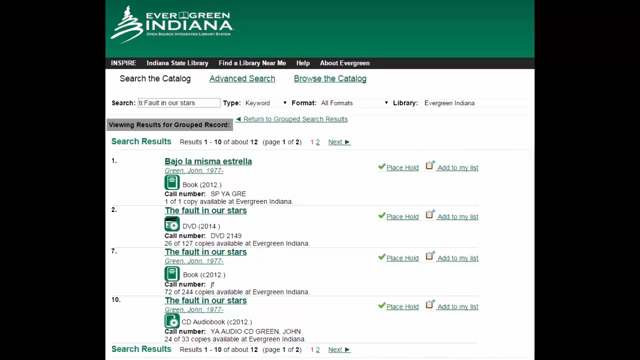 EVERGREEN
INDIANA
OPEN SOURCE INTEGRATED LIBRARY SYSTEM
INSPIRE Indiana State Library Find a Library Near Me Help About Evergreen
Search the Catalog Advanced Search Browse the Catalog
Search: ti:Fault in our stars Type: Keyword Format: All Formats Library: Evergreen Indiana
Viewing Results for Grouped Record: ◄ Return to Grouped Search Results
Search Results Results 1 - 10 of about 12 (page 1 of 2) 1 2 Next ►
1. Bajo la misma estrella Place Hold Add to my list
Green, John, 1977-
Book (2012.)
Call number: SP YA GRE
1 of 1 copy available at Evergreen Indiana.
2. The fault in our stars Place Hold Add to my list
DVD (2014.)
Call number: DVD 2149
26 of 127 copies available at Evergreen Indiana.
7. The fault in our stars Place Hold Add to my list
Green, John, 1977-
Book (c2012.)
Call number: jf
72 of 244 copies available at Evergreen Indiana.
10. The fault in our stars Place Hold Add to my list
Green, John, 1977-
CD Audiobook (c2012.)
Call number: YA AUDIO CD GREEN, JOHN
24 of 33 copies available at Evergreen Indiana.
Search Results Results 1 - 10 of about 12 (page 1 of 2) 1 2 Next ►